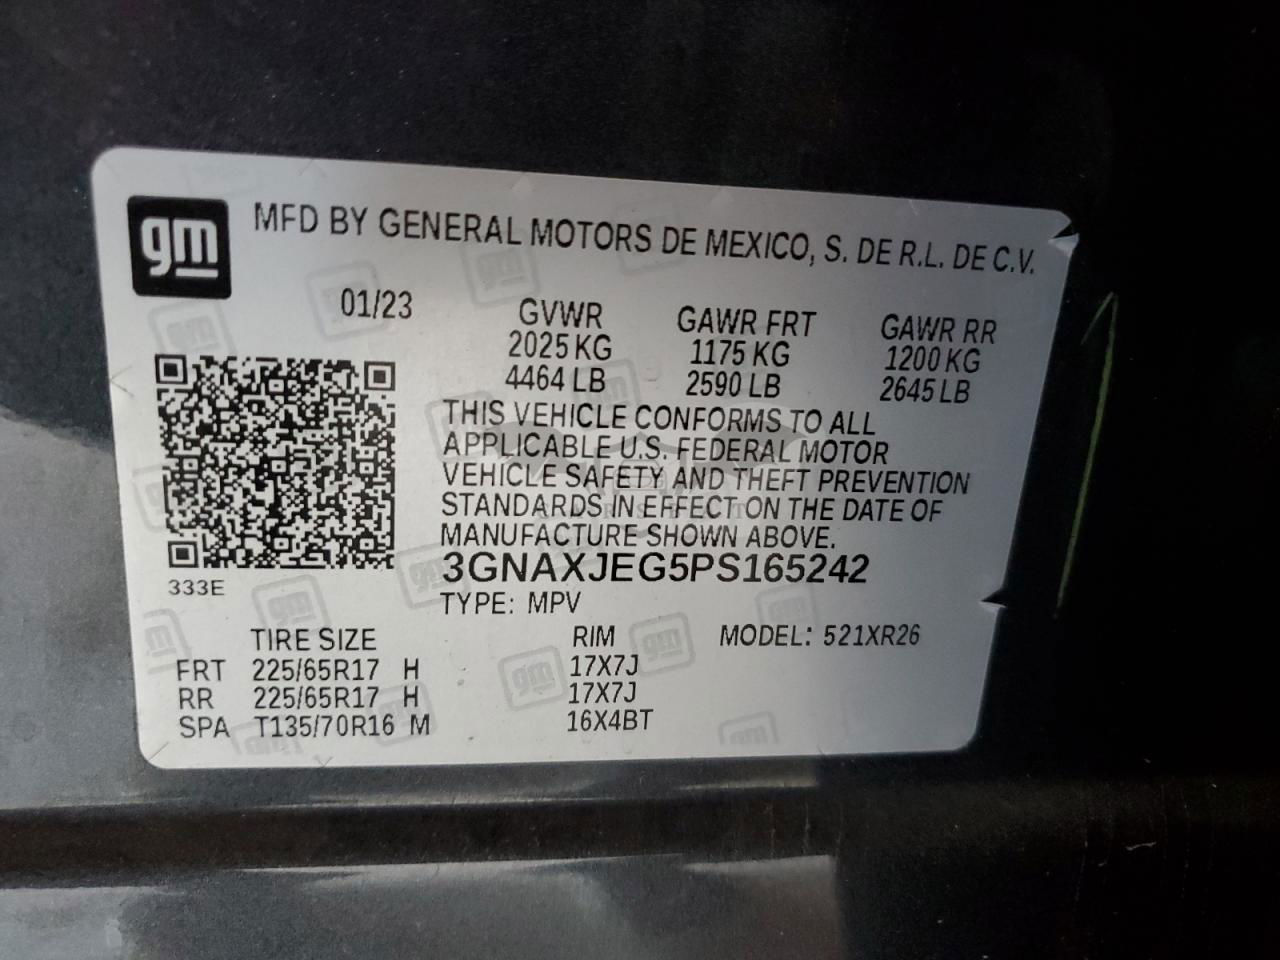 gm
MFD BY GENERAL MOTORS DE MEXICO, S. DE R.L. DE C.V.
01/23
GVWR GAWR FRT GAWR RR
2025 KG 1175 KG 1200 KG
4464 LB 2590 LB 2645 LB
THIS VEHICLE CONFORMS TO ALL
APPLICABLE U.S. FEDERAL MOTOR
VEHICLE SAFETY AND THEFT PREVENTION
STANDARDS IN EFFECT ON THE DATE OF
MANUFACTURE SHOWN ABOVE.
3GNAXJEG5PS165242
333E
TYPE: MPV
TIRE SIZE RIM MODEL: 521XR26
FRT 225/65R17 H 17X7J
RR 225/65R17 H 17X7J
SPA T135/70R16 M 16X4BT